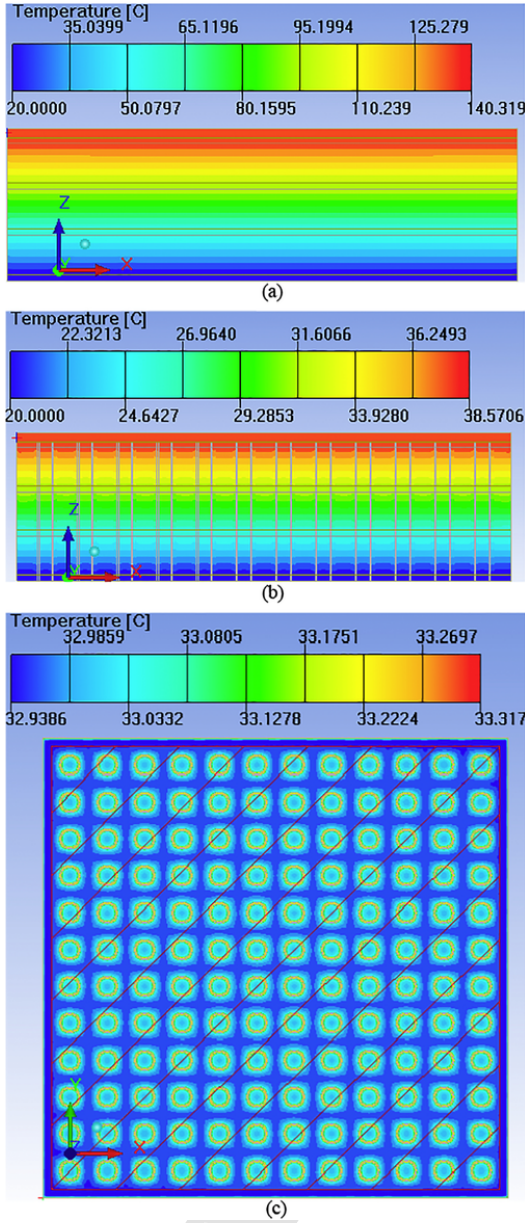 Temperature [C]
35.0399 65.1196 95.1994 125.279
20.0000 50.0797 80.1595 110.239 140.319
Z
Y X
(a)
Temperature [C]
22.3213 26.9640 31.6066 36.2493
20.0000 24.6427 29.2853 33.9280 38.5706
Z
Y X
(b)
Temperature [C]
32.9859 33.0805 33.1751 33.2697
32.9386 33.0332 33.1278 33.2224 33.317
Y
Z X
(c)